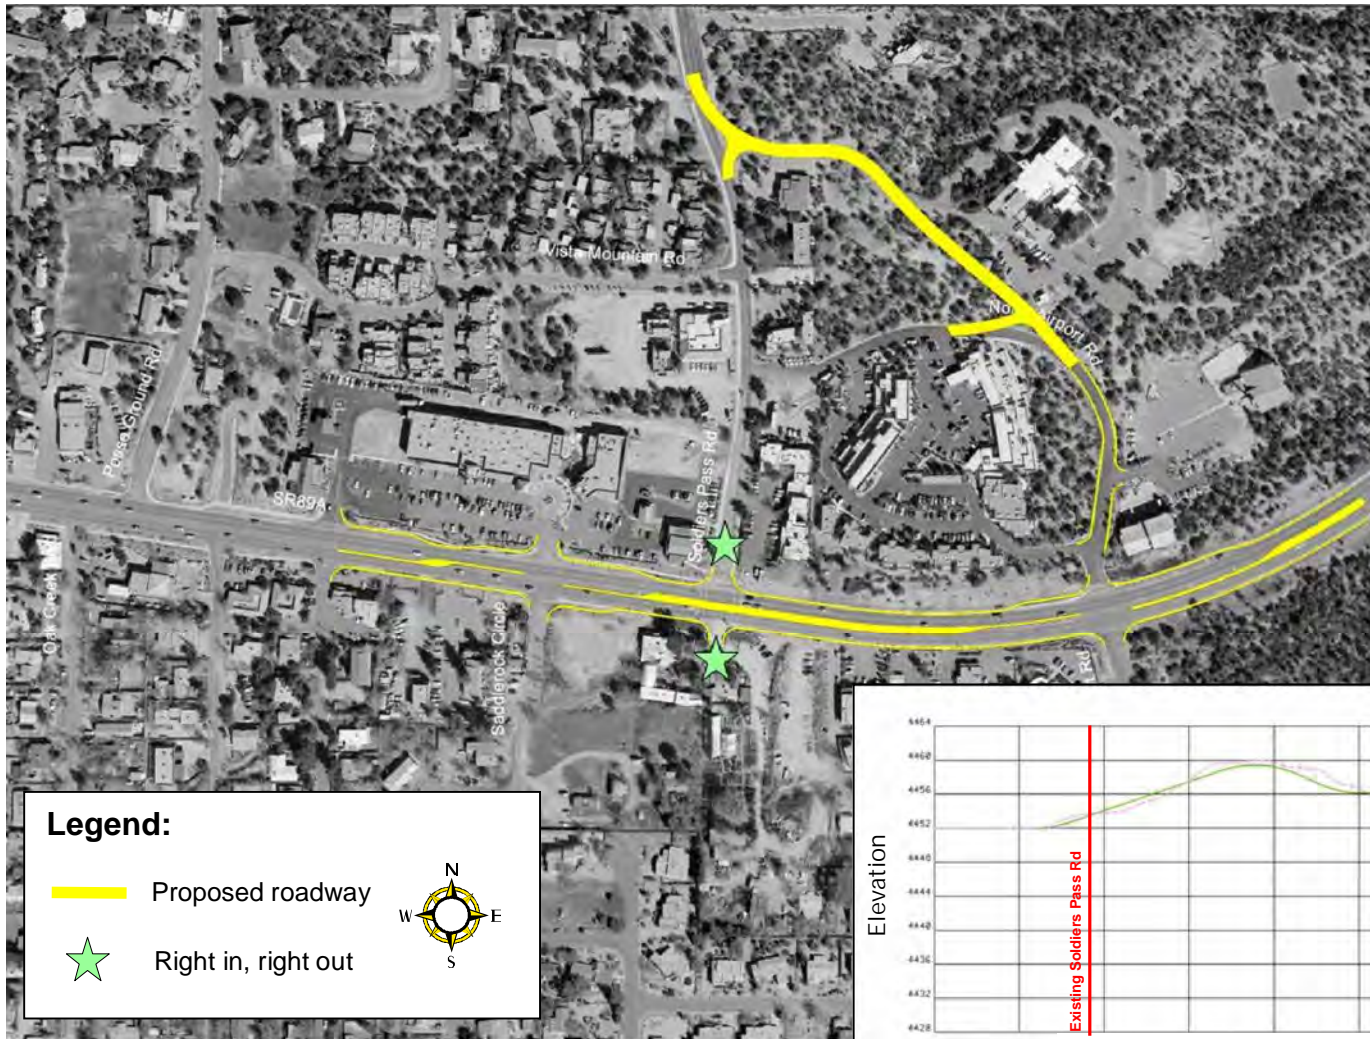 Vista Mountain Rd
Airport Rd
Posse Ground Rd
SR89A
Soldiers Pass Rd
Oak Creek
Saddlerock Circle
Rd
Legend:
Proposed roadway
Right in, right out
N
W
E
S
Elevation
4464
4460
4456
4452
4448
4444
4440
4436
4432
4428
Existing Soldiers Pass Rd